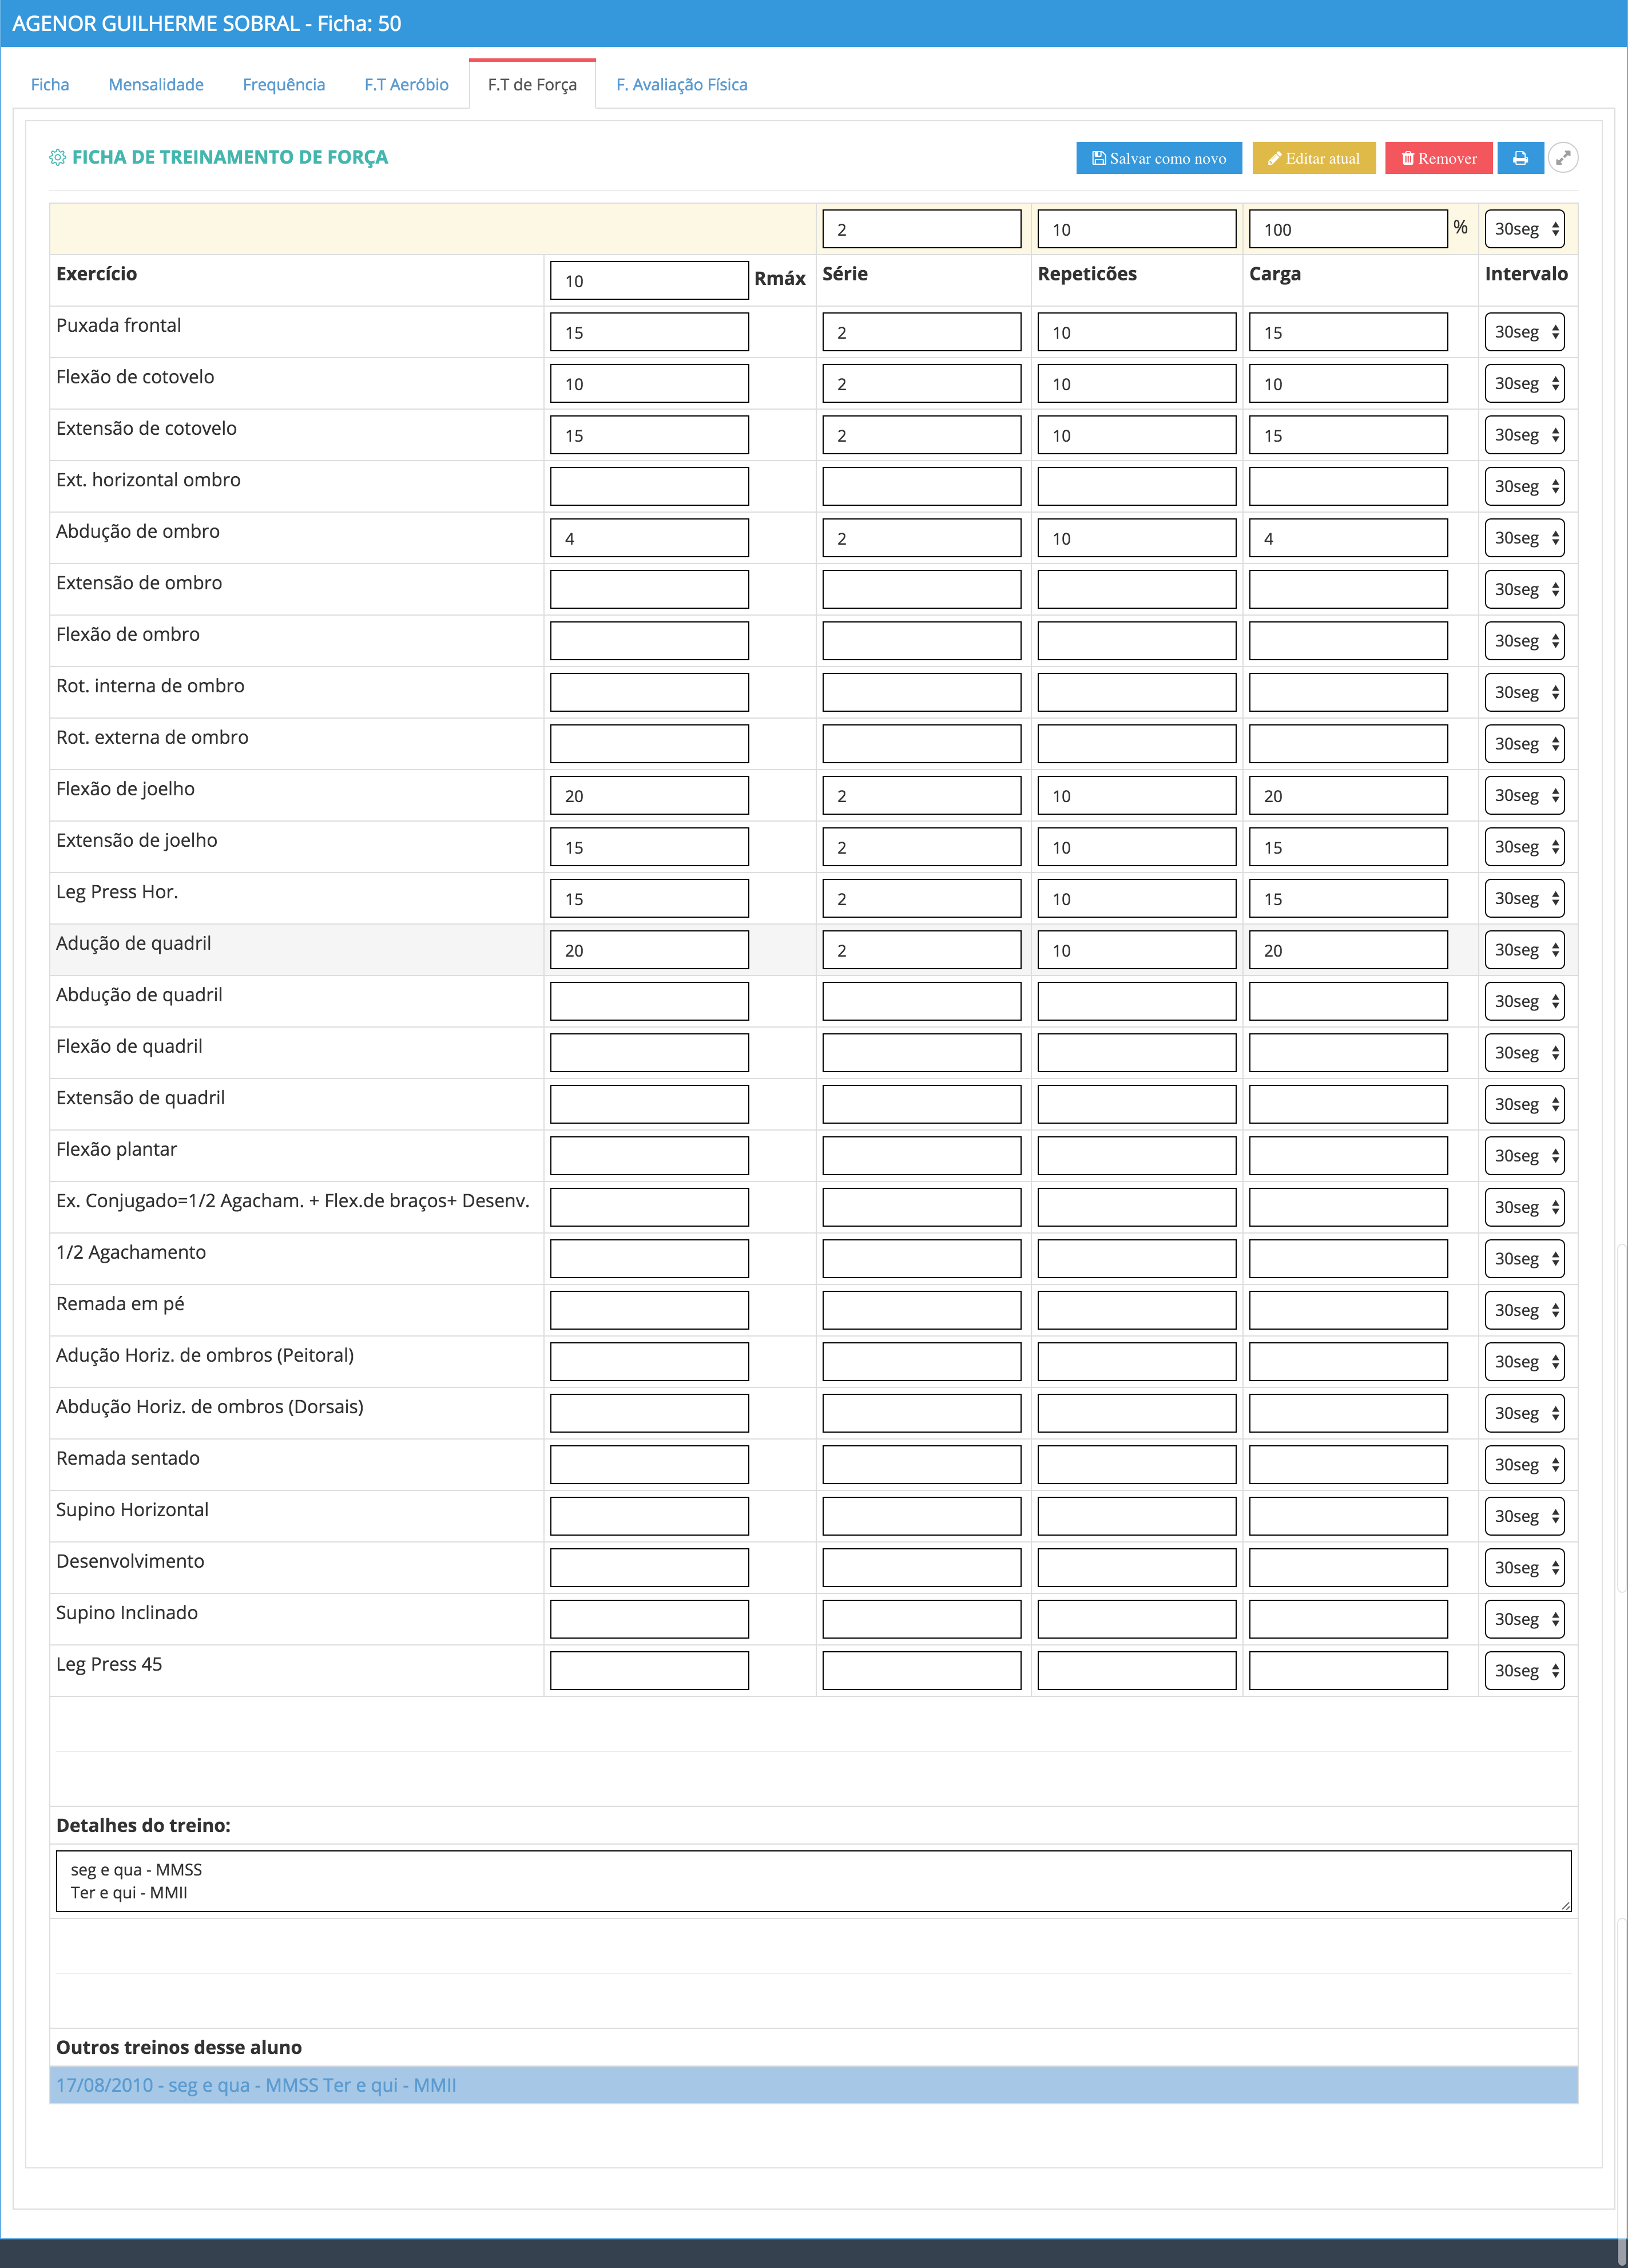 AGENOR GUILHERME SOBRAL - Ficha: 50
Ficha Mensalidade Frequência F.T Aeróbio F.T de Força F. Avaliação Física
FICHA DE TREINAMENTO DE FORÇA Salvar como novo Editar atual Remover
2 10 100 % 30seg
Exercício 10 Rmáx Série Repeticões Carga Intervalo
Puxada frontal 15 2 10 15 30seg
Flexão de cotovelo 10 2 10 10 30seg
Extensão de cotovelo 15 2 10 15 30seg
Ext. horizontal ombro 30seg
Abdução de ombro 4 2 10 4 30seg
Extensão de ombro 30seg
Flexão de ombro 30seg
Rot. interna de ombro 30seg
Rot. externa de ombro 30seg
Flexão de joelho 20 2 10 20 30seg
Extensão de joelho 15 2 10 15 30seg
Leg Press Hor. 15 2 10 15 30seg
Adução de quadril 20 2 10 20 30seg
Abdução de quadril 30seg
Flexão de quadril 30seg
Extensão de quadril 30seg
Flexão plantar 30seg
Ex. Conjugado=1/2 Agacham. + Flex.de braços+ Desenv. 30seg
1/2 Agachamento 30seg
Remada em pé 30seg
Adução Horiz. de ombros (Peitoral) 30seg
Abdução Horiz. de ombros (Dorsais) 30seg
Remada sentado 30seg
Supino Horizontal 30seg
Desenvolvimento 30seg
Supino Inclinado 30seg
Leg Press 45 30seg
Detalhes do treino:
seg e qua - MMSS
Ter e qui - MMII
Outros treinos desse aluno
17/08/2010 - seg e qua - MMSS Ter e qui - MMII